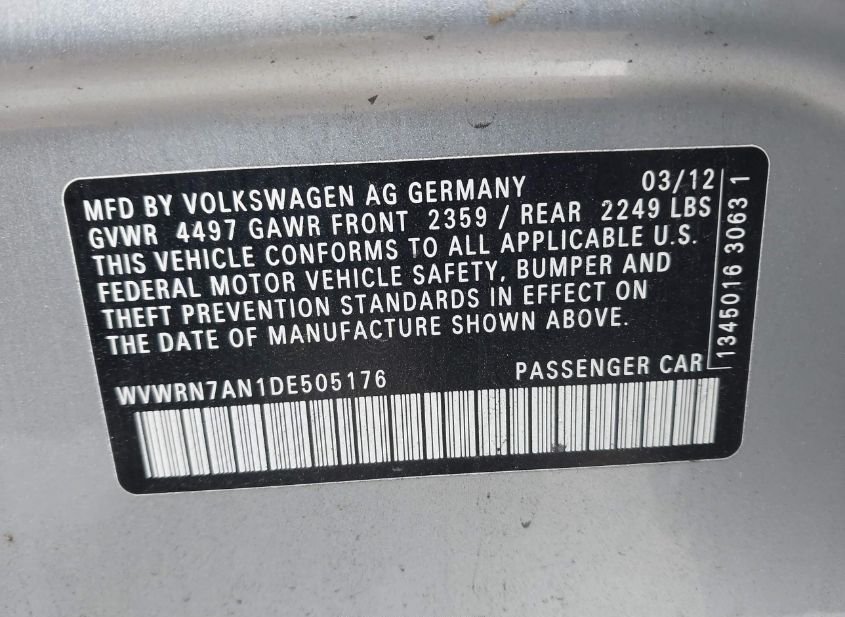 MFD BY VOLKSWAGEN AG GERMANY 03/12
GVWR 4497 GAWR FRONT 2359 / REAR 2249 LBS
THIS VEHICLE CONFORMS TO ALL APPLICABLE U.S.
FEDERAL MOTOR VEHICLE SAFETY, BUMPER AND
THEFT PREVENTION STANDARDS IN EFFECT ON
THE DATE OF MANUFACTURE SHOWN ABOVE.
WVWRN7AN1DE505176 PASSENGER CAR
1345016 3063 1